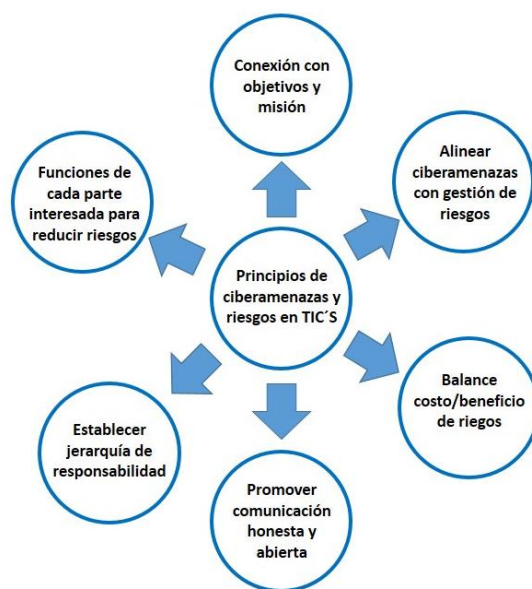 Conexión con
objetivos y
misión
Funciones de
cada parte
interesada para
reducir riesgos
Alinear
ciberamenazas
con gestión de
riesgos
Principios de
ciberamenazas y
riesgos en TIC´S
Establecer
jerarquía de
responsabilidad
Balance
costo/beneficio
de riegos
Promover
comunicación
honesta y
abierta